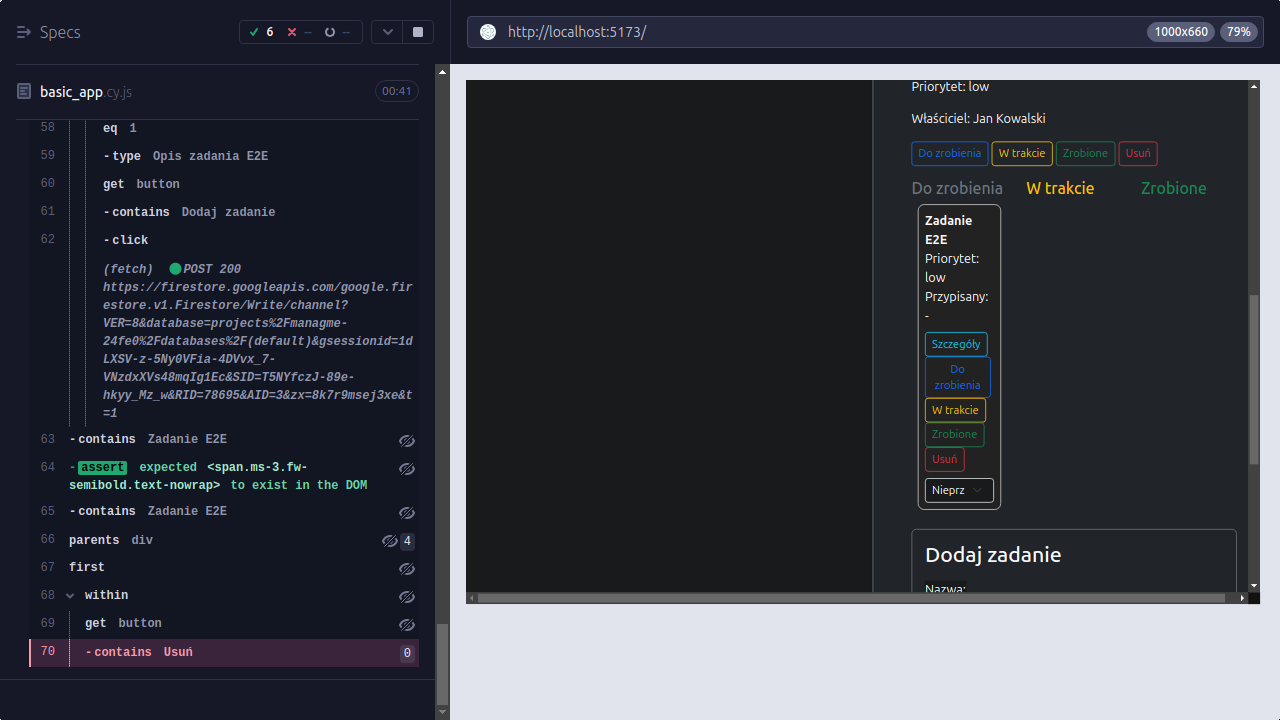 Specs
6
--
--
http://localhost:5173/
1000x660
79%
basic_app.cy.js
00:41
58 eq 1
59 -type Opis zadania E2E
60 get button
61 -contains Dodaj zadanie
62 -click
(fetch) POST 200
https://firestore.googleapis.com/google.fir
estore.v1.Firestore/Write/channel?
VER=8&database=projects%2Fmanagme-
24fe0%2Fdatabases%2F(default)&gsessionid=1d
LXSV-z-5Ny0VFia-4DVvx_7-
VNzdxXVs48mqIg1Ec&SID=T5NYfczJ-89e-
hkyy_Mz_w&RID=78695&AID=3&zx=8k7r9msej3xe&t
=1
63 -contains Zadanie E2E
64 -assert expected <span.ms-3.fw-
semibold.text-nowrap> to exist in the DOM
65 -contains Zadanie E2E
66 parents div 4
67 first
68 within
69 get button
70 -contains Usuń 0
Priorytet: low
Właściciel: Jan Kowalski
Do zrobienia W trakcie Zrobione Usuń
Do zrobienia W trakcie Zrobione
Zadanie
E2E
Priorytet:
low
Przypisany:
-
Szczegóły
Do
zrobienia
W trakcie
Zrobione
Usuń
Nieprz
Dodaj zadanie
Nazwa: